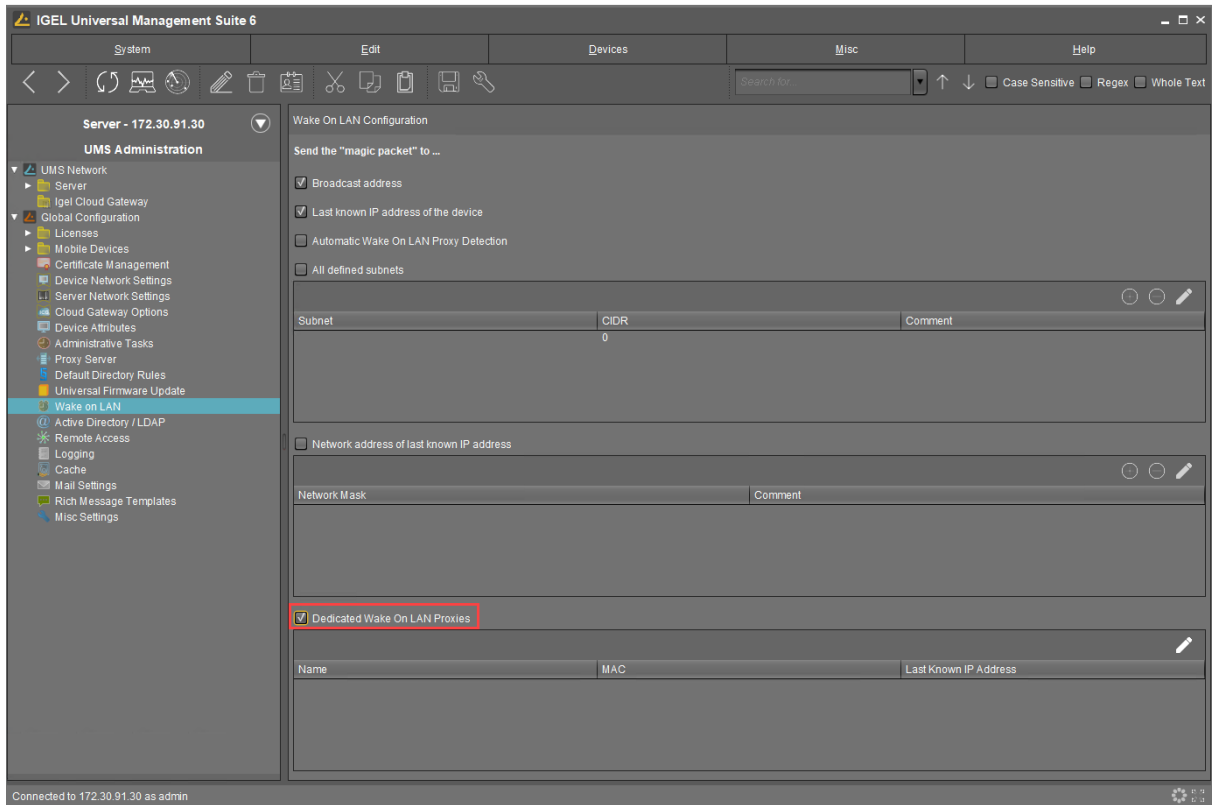 IGEL Universal Management Suite 6
System Edit Devices Misc Help
Search for... Case Sensitive Regex Whole Text
Server - 172.30.91.30
UMS Administration
UMS Network
Server
Igel Cloud Gateway
Global Configuration
Licenses
Mobile Devices
Certificate Management
Device Network Settings
Server Network Settings
Cloud Gateway Options
Device Attributes
Administrative Tasks
Proxy Server
Default Directory Rules
Universal Firmware Update
Wake on LAN
Active Directory / LDAP
Remote Access
Logging
Cache
Mail Settings
Rich Message Templates
Misc Settings
Wake On LAN Configuration
Send the "magic packet" to ...
Broadcast address
Last known IP address of the device
Automatic Wake On LAN Proxy Detection
All defined subnets
Subnet CIDR Comment
0
Network address of last known IP address
Network Mask Comment
Dedicated Wake On LAN Proxies
Name MAC Last Known IP Address
Connected to 172.30.91.30 as admin